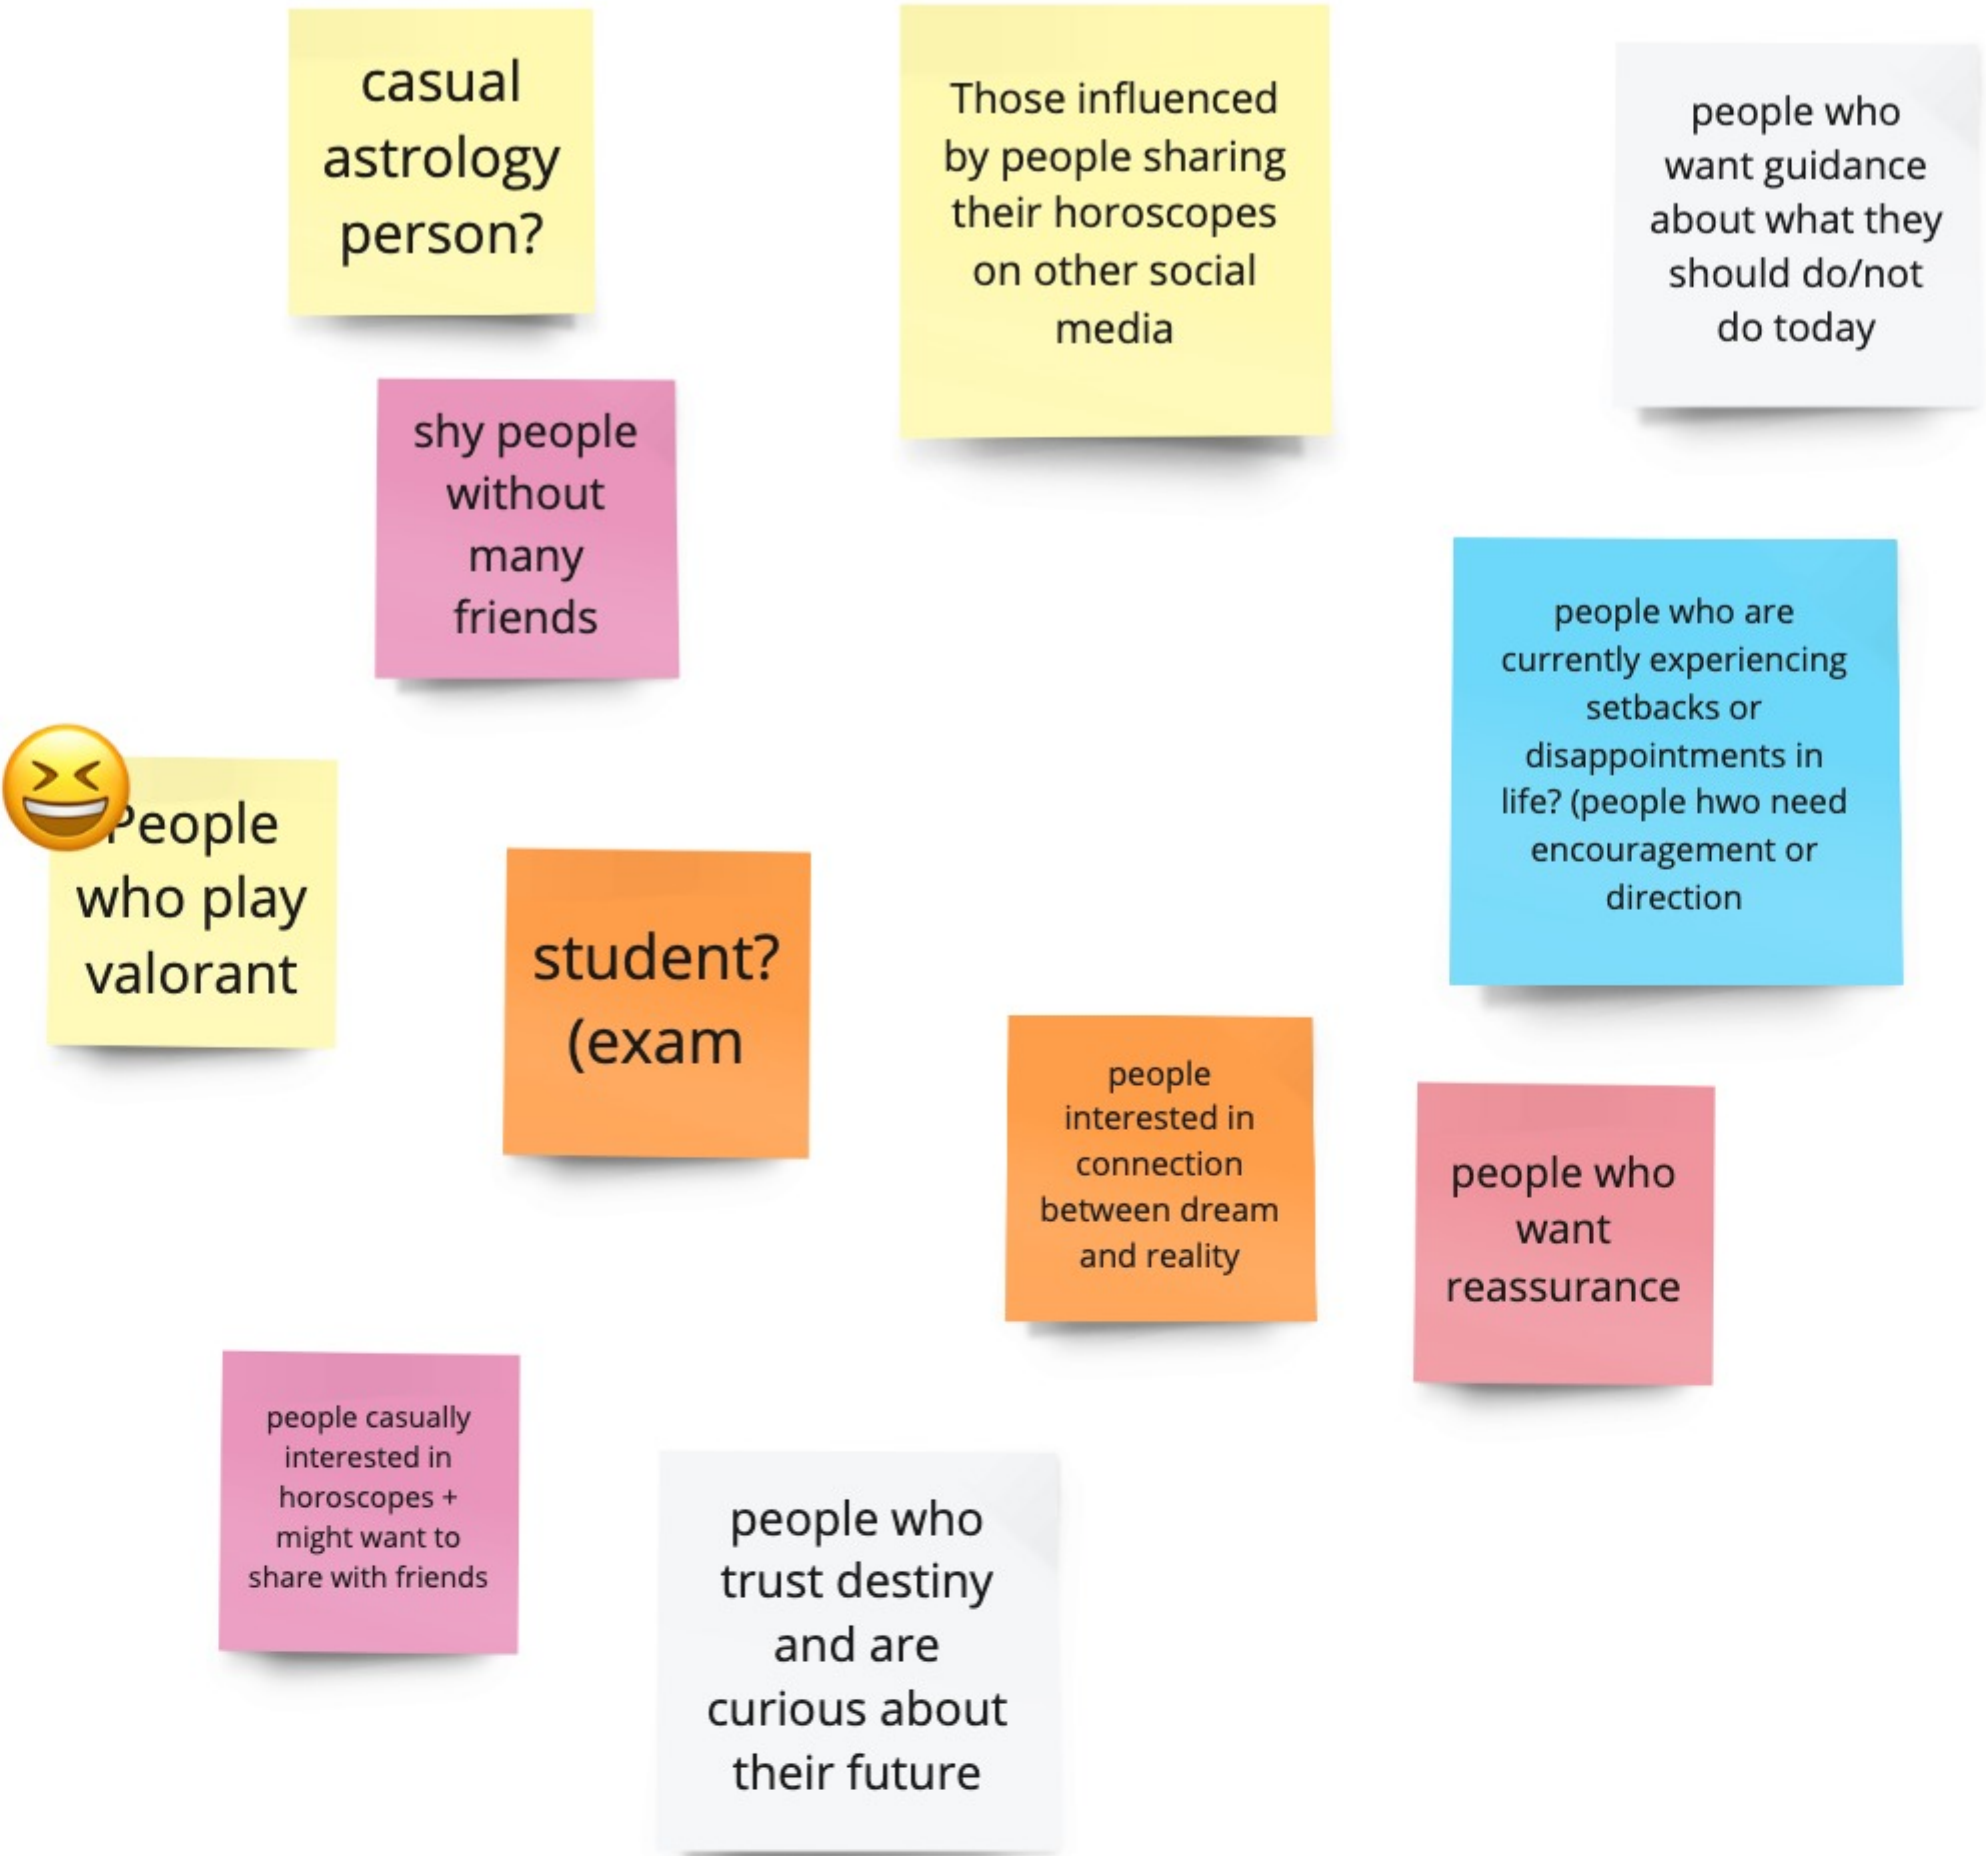 casual
astrology
person?
Those influenced
by people sharing
their horoscopes
on other social
media
people who
want guidance
about what they
should do/not
do today
shy people
without
many
friends
people who are
currently experiencing
setbacks or
disappointments in
life? (people hwo need
encouragement or
direction
People
who play
valorant
student?
(exam
people
interested in
connection
between dream
and reality
people who
want
reassurance
people casually
interested in
horoscopes +
might want to
share with friends
people who
trust destiny
and are
curious about
their future